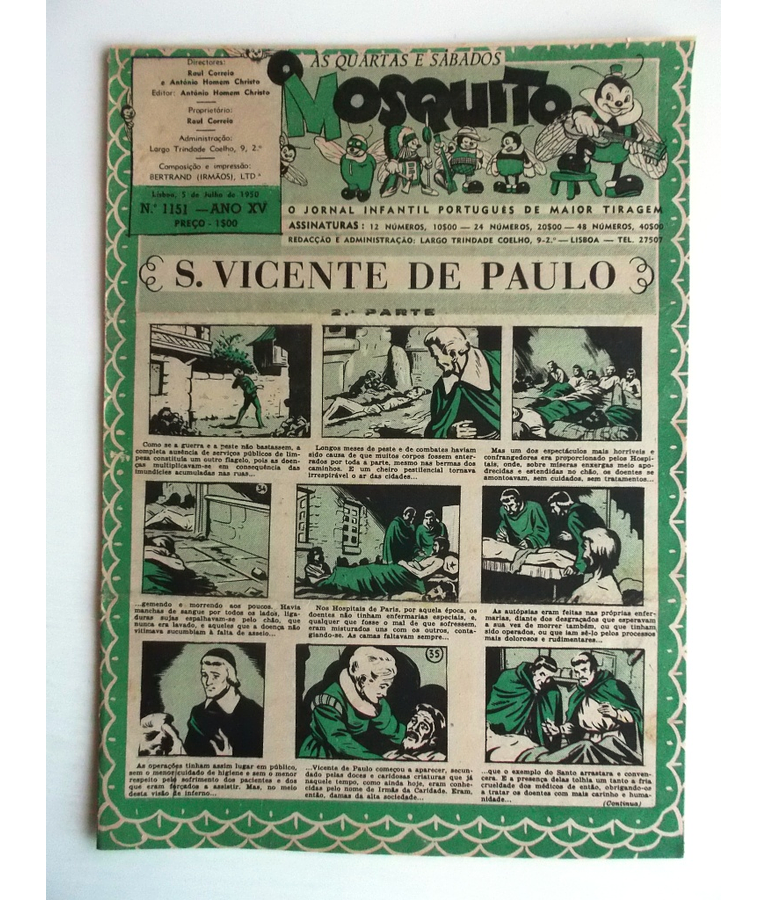 Directores:
Raul Correia
e António Homem Christo
Editor: António Homem Christo
Proprietário:
Raul Correia
Administração:
Largo Trindade Coelho, 9, 2.º
Composição e impressão:
BERTRAND (IRMÃOS), LTD.ª
Lisboa, 5 de Julho de 1950
N.º 1151 — ANO XV
PREÇO - 1$00
ÀS QUARTAS E SÁBADOS
O MOSQUITO
O JORNAL INFANTIL PORTUGUÊS DE MAIOR TIRAGEM
ASSINATURAS: 12 NÚMEROS, 10$00 — 24 NÚMEROS, 20$00 — 48 NÚMEROS, 40$00
REDACÇÃO E ADMINISTRAÇÃO: LARGO TRINDADE COELHO, 9-2.º — LISBOA — TEL. 27507
S. VICENTE DE PAULO
2.ª PARTE
Como se a guerra e a peste não bastassem, a
completa ausência de serviços públicos de lim-
peza constituía um outro flagelo, pois as doen-
ças multiplicavam-se em consequência das
imundícies acumuladas nas ruas...
Longos meses de peste e de combates haviam
sido causa de que muitos corpos fossem enter-
rados por toda a parte, mesmo nas bermas dos
caminhos. E um cheiro pestilencial tornava
irrespirável o ar das cidades...
Mas um dos espectáculos mais horríveis e
confrangedores era proporcionado pelos Hospi-
tais, onde, sobre míseras enxergas meio apo-
drecidas e estendidas no chão, os doentes se
amontoavam, sem cuidados, sem tratamentos...
34
...gemendo e morrendo aos poucos. Havia
manchas de sangue por todos os lados, liga-
duras sujas espalhavam-se pelo chão, que
nunca era lavado, e aqueles que a doença não
vitimava sucumbiam à falta de asseio...
Nos Hospitais de Paris, por aquela época, os
doentes não tinham enfermarias especiais, e,
qualquer que fosse o mal de que sofressem,
eram misturados uns com os outros, conta-
giando-se. As camas faltavam sempre...
As autópsias eram feitas nas próprias enfer-
marias, diante dos desgraçados que esperavam
a sua vez de morrer também, ou que tinham
sido operados, ou que iam sê-lo pelos processos
mais dolorosos e rudimentares...
35
As operações tinham assim lugar em público,
sem o menor cuidado de higiene e sem o menor
respeito pelo sofrimento dos pacientes e dos
que eram forçados a assistir. Mas, no meio
desta visão de inferno...
...Vicente de Paulo começou a aparecer, secun-
dado pelas doces e caridosas criaturas que já
naquele tempo, como ainda hoje, eram conhe-
cidas pelo nome de Irmãs da Caridade. Eram,
então, damas da alta sociedade...
...que o exemplo do Santo arrastara e conven-
cera. E a presença delas tolhia um tanto a fria
crueldade dos médicos de então, obrigando-os
a tratar os doentes com mais carinho e huma-
nidade...
(Continua)